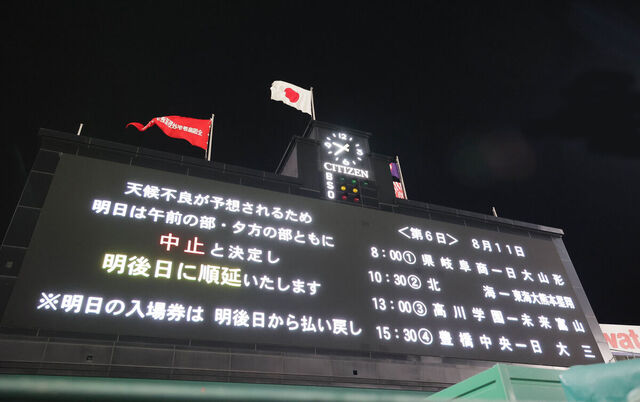 CITIZEN
B
S
O
天候不良が予想されるため
明日は午前の部・夕方の部ともに
中止と決定し
明後日に順延いたします
※明日の入場券は 明後日から払い戻し
<第6日> 8月11日
8:00① 県岐阜商ー日大山形
10:30② 北 海ー東海大熊本星翔
13:00③ 高川学園ー未来富山
15:30④ 豊橋中央ー日 大 三